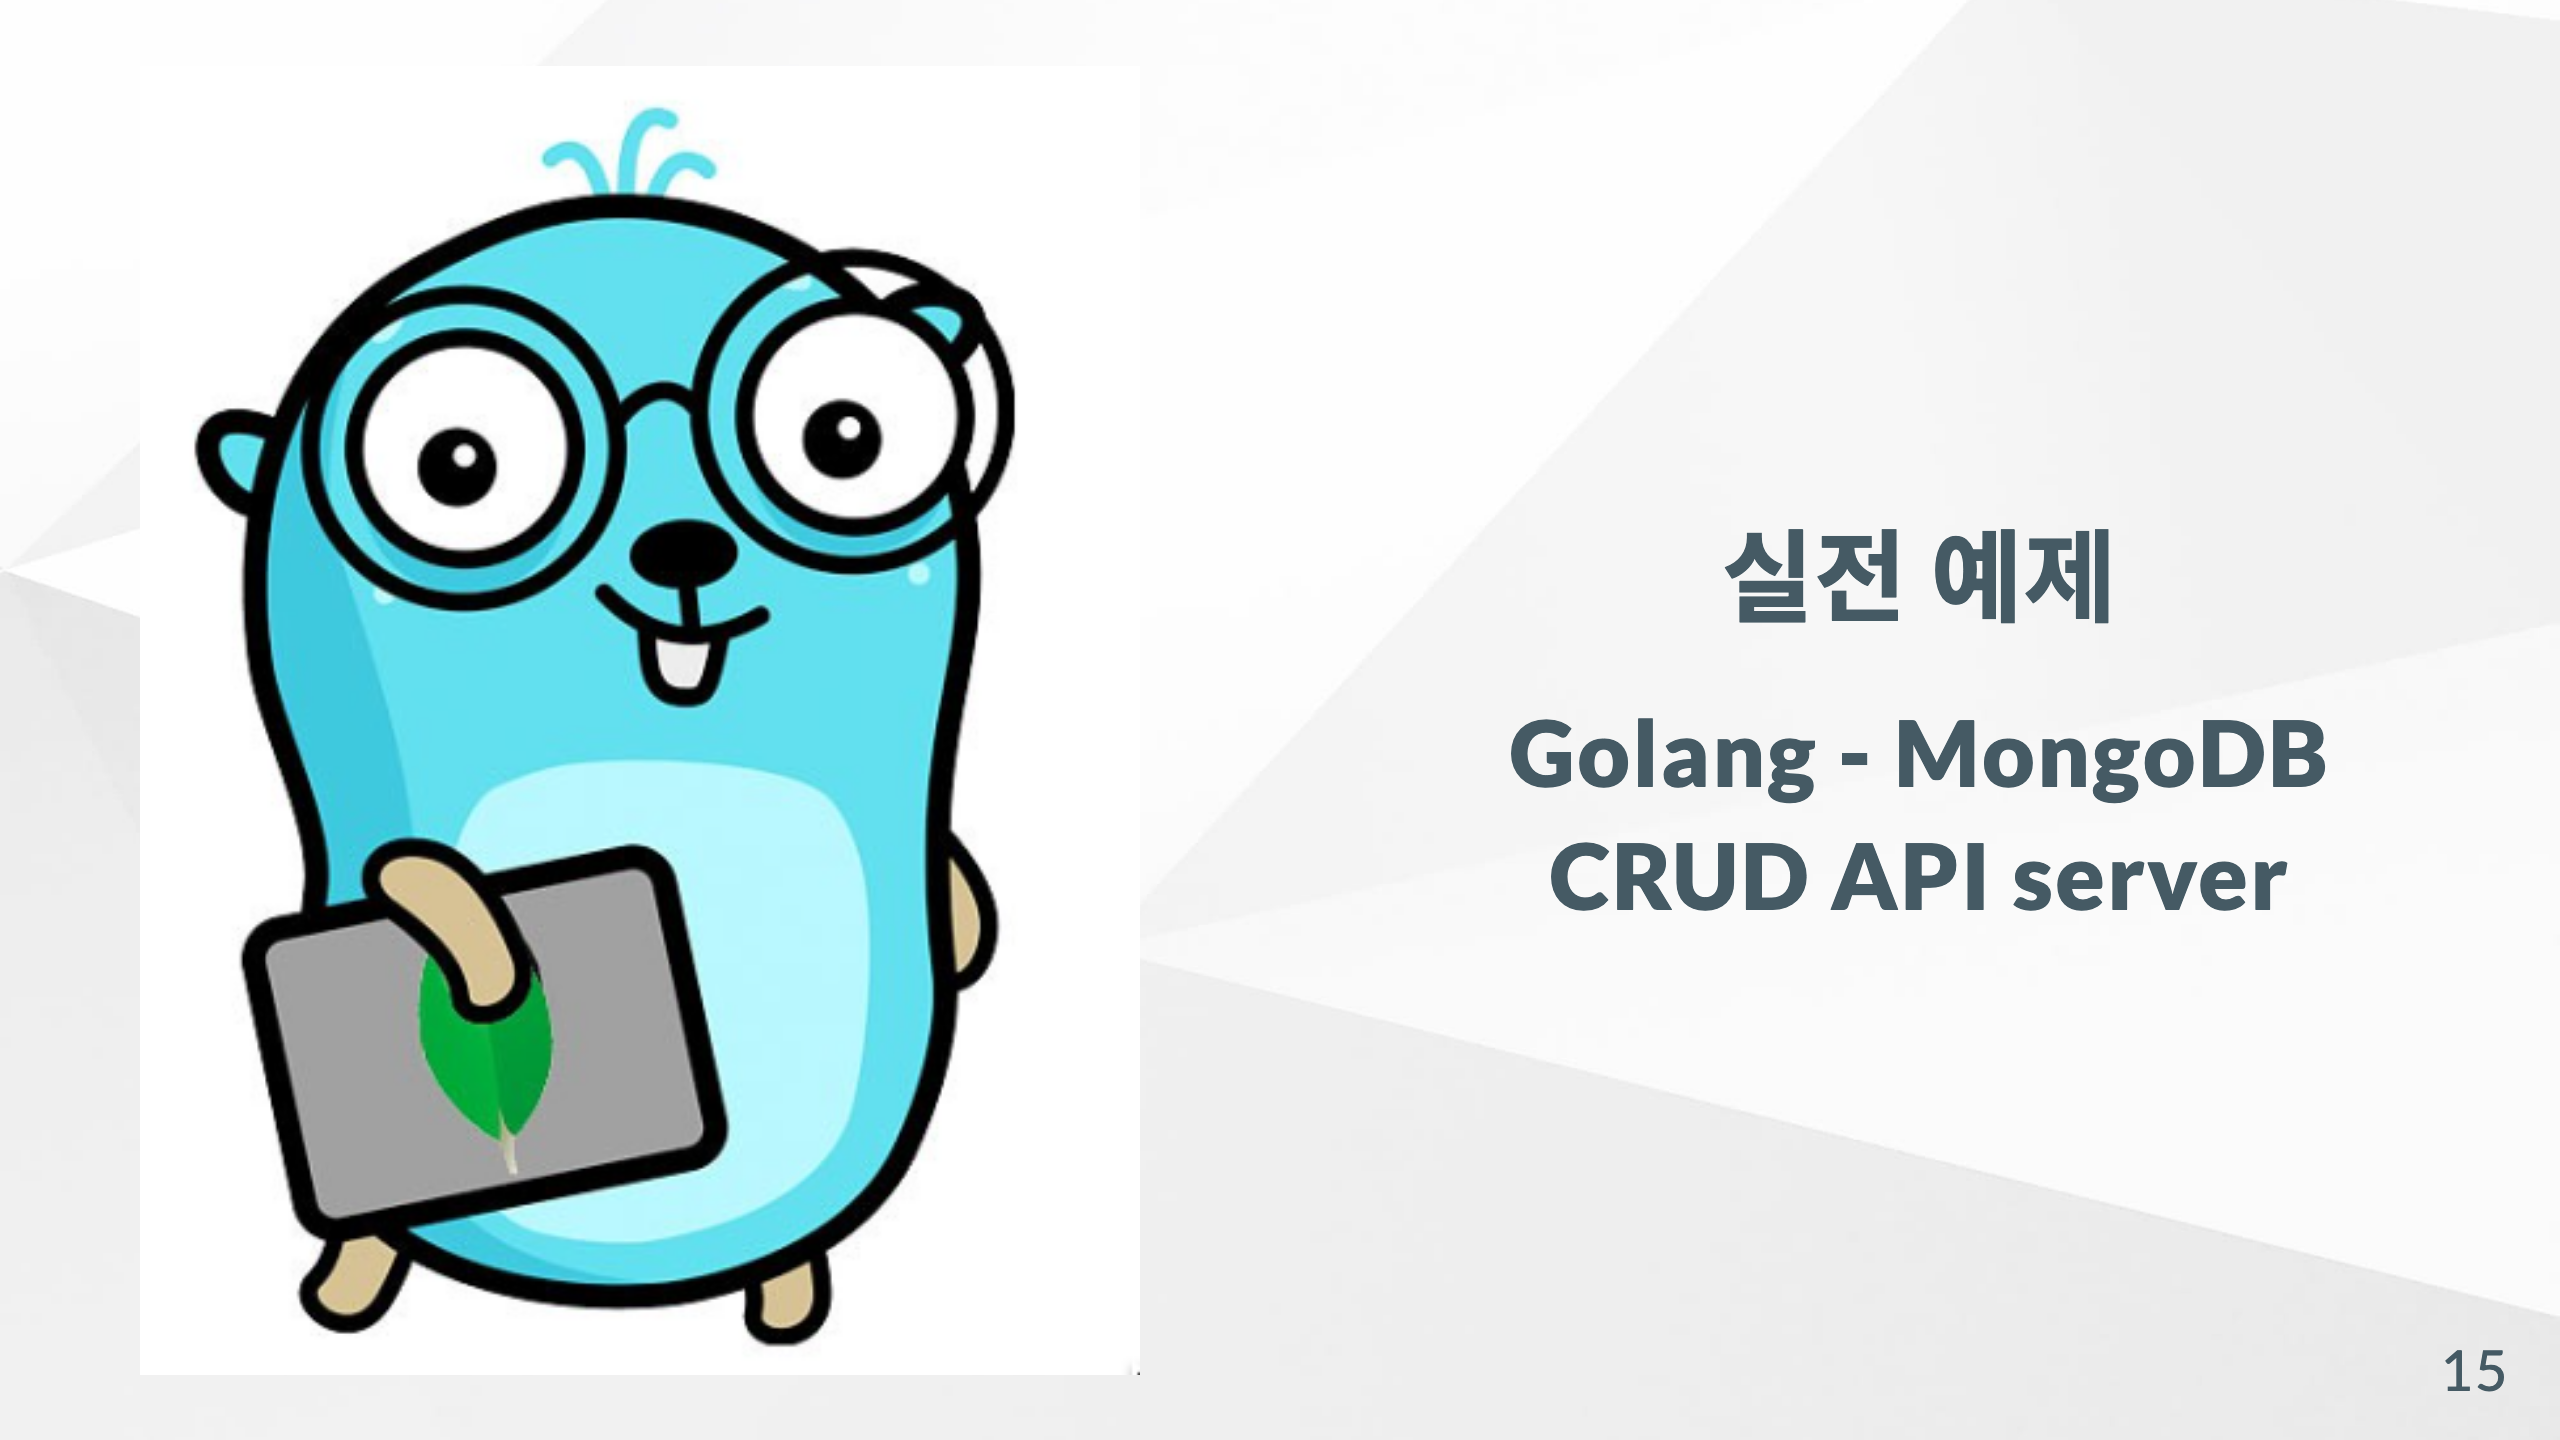 실전 예제
Golang - MongoDB
CRUD API server
15